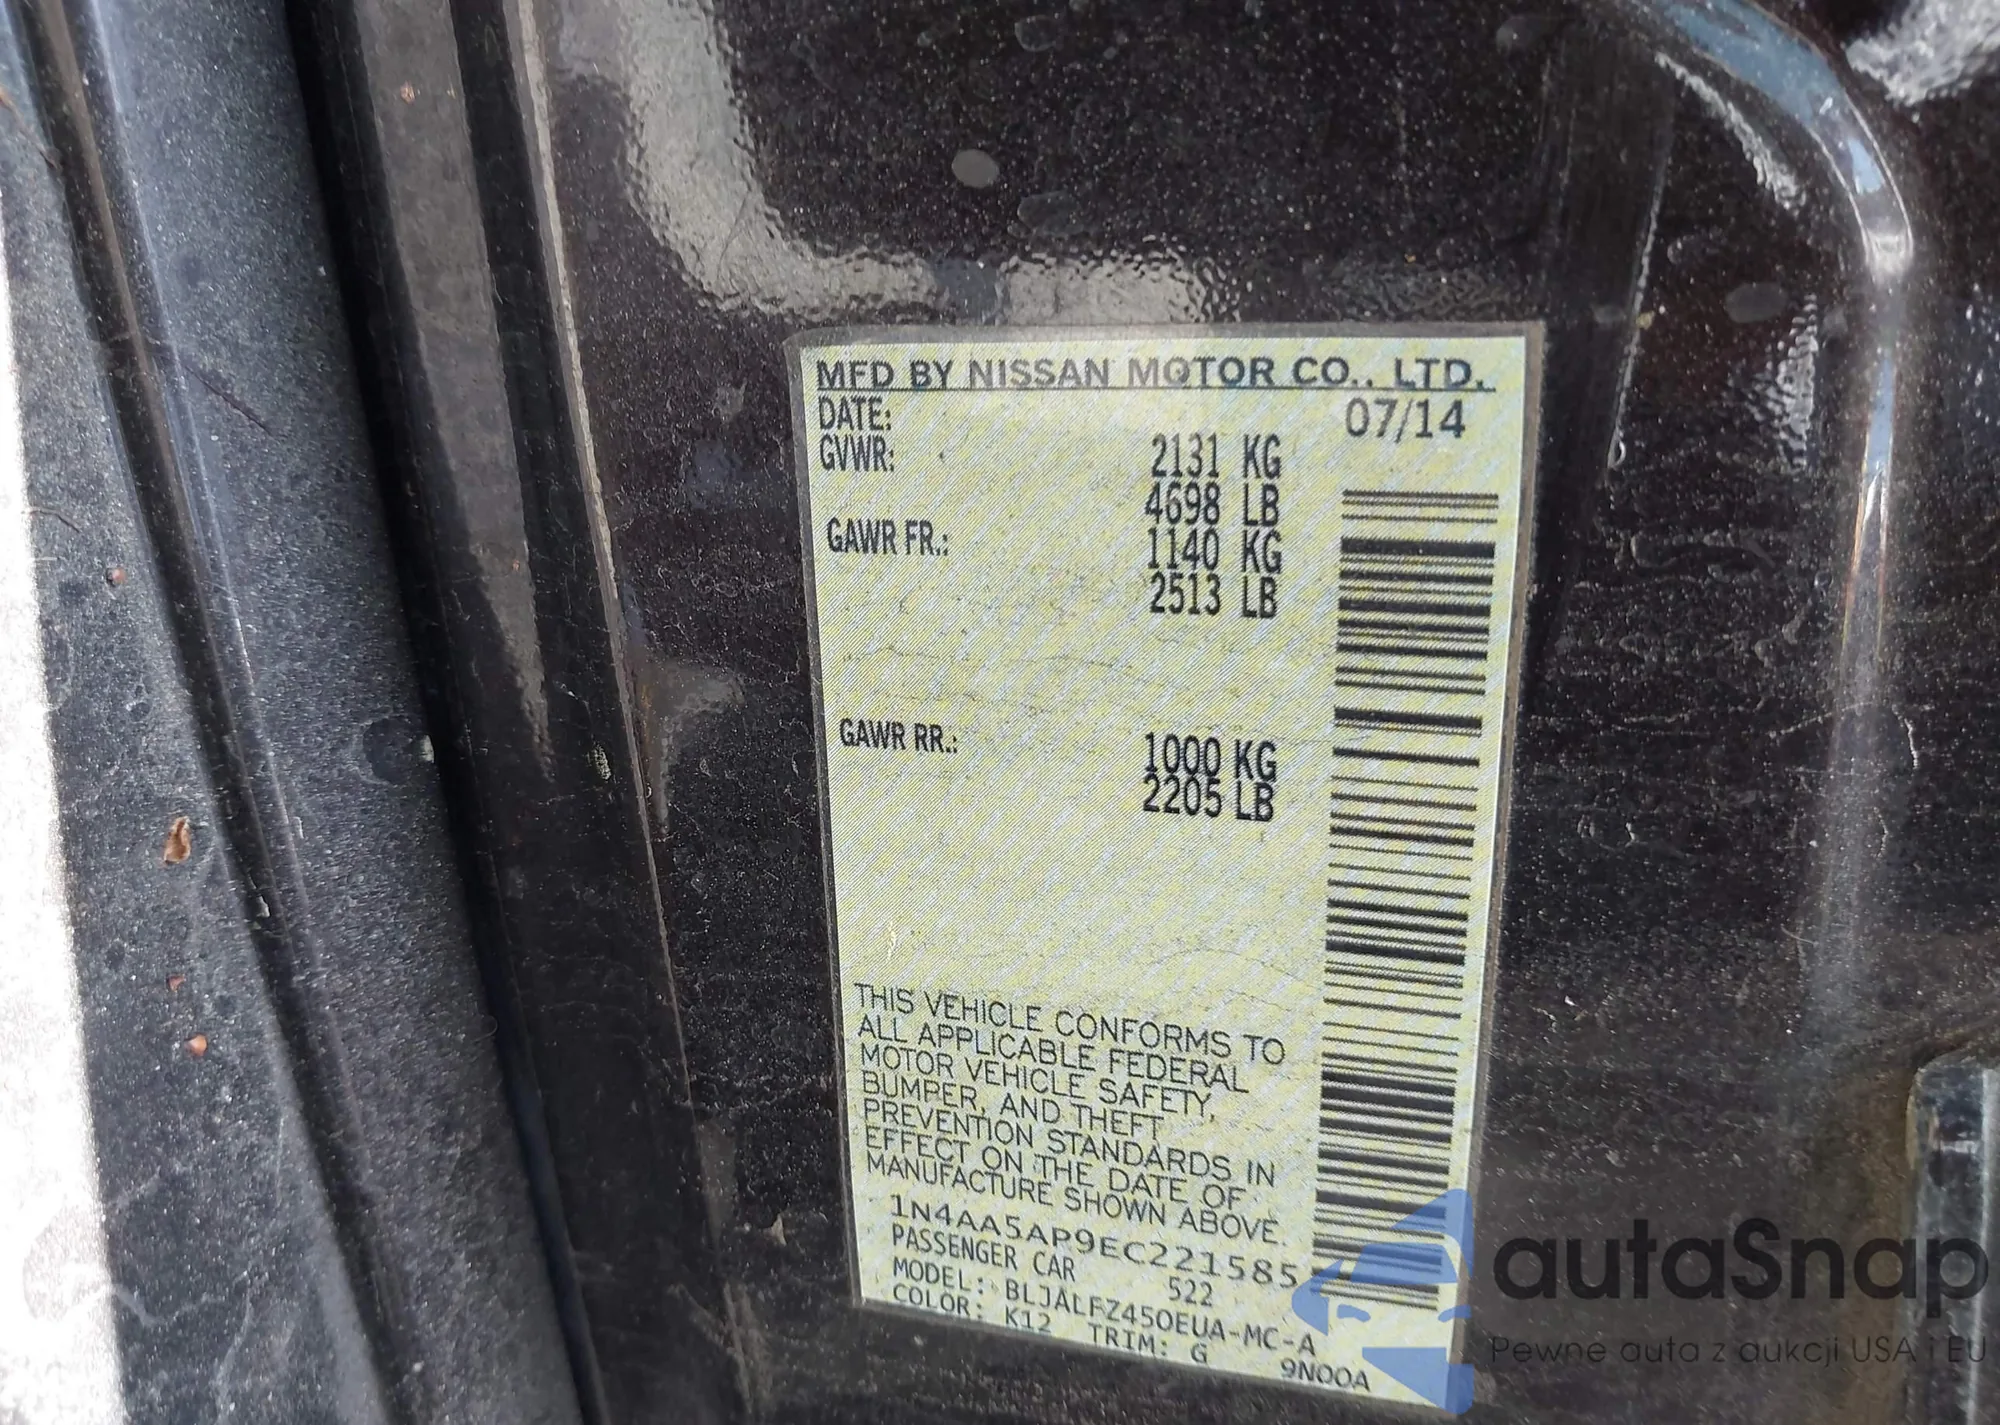 MFD BY NISSAN MOTOR CO., LTD.
DATE: 07/14
GVWR: 2131 KG
4698 LB
GAWR FR.: 1140 KG
2513 LB
GAWR RR.: 1000 KG
2205 LB
THIS VEHICLE CONFORMS TO
ALL APPLICABLE FEDERAL
MOTOR VEHICLE SAFETY,
BUMPER, AND THEFT
PREVENTION STANDARDS IN
EFFECT ON THE DATE OF
MANUFACTURE SHOWN ABOVE.
1N4AA5AP9EC221585
PASSENGER CAR 522
MODEL: BLJALFZ450EUA-MC-A
COLOR: K12 TRIM: G 9N00A
autaSnap
Pewne auta z aukcji USA i EU